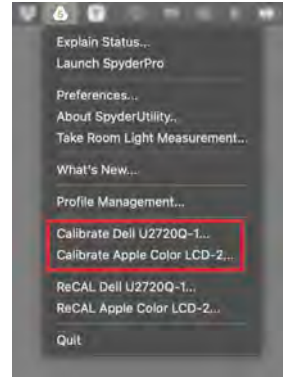 Explain Status...
Launch SpyderPro
Preferences...
About SpyderUtility..
Take Room Light Measurement...
What's New...
Profile Management...
Calibrate Dell U2720Q-1...
Calibrate Apple Color LCD-2...
ReCAL Dell U2720Q-1...
ReCAL Apple Color LCD-2...
Quit